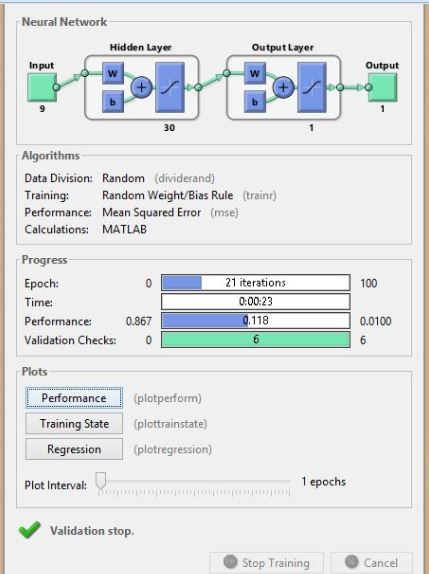 Neural Network
Hidden Layer Output Layer
Input Output
W W
+ +
b b
9 1
30 1
Algorithms
Data Division: Random (dividerand)
Training: Random Weight/Bias Rule (trainr)
Performance: Mean Squared Error (mse)
Calculations: MATLAB
Progress
Epoch: 0 21 iterations 100
Time: 0:00:23
Performance: 0.867 0.118 0.0100
Validation Checks: 0 6 6
Plots
Performance (plotperform)
Training State (plottrainstate)
Regression (plotregression)
Plot Interval: 1 epochs
Validation stop.
Stop Training Cancel